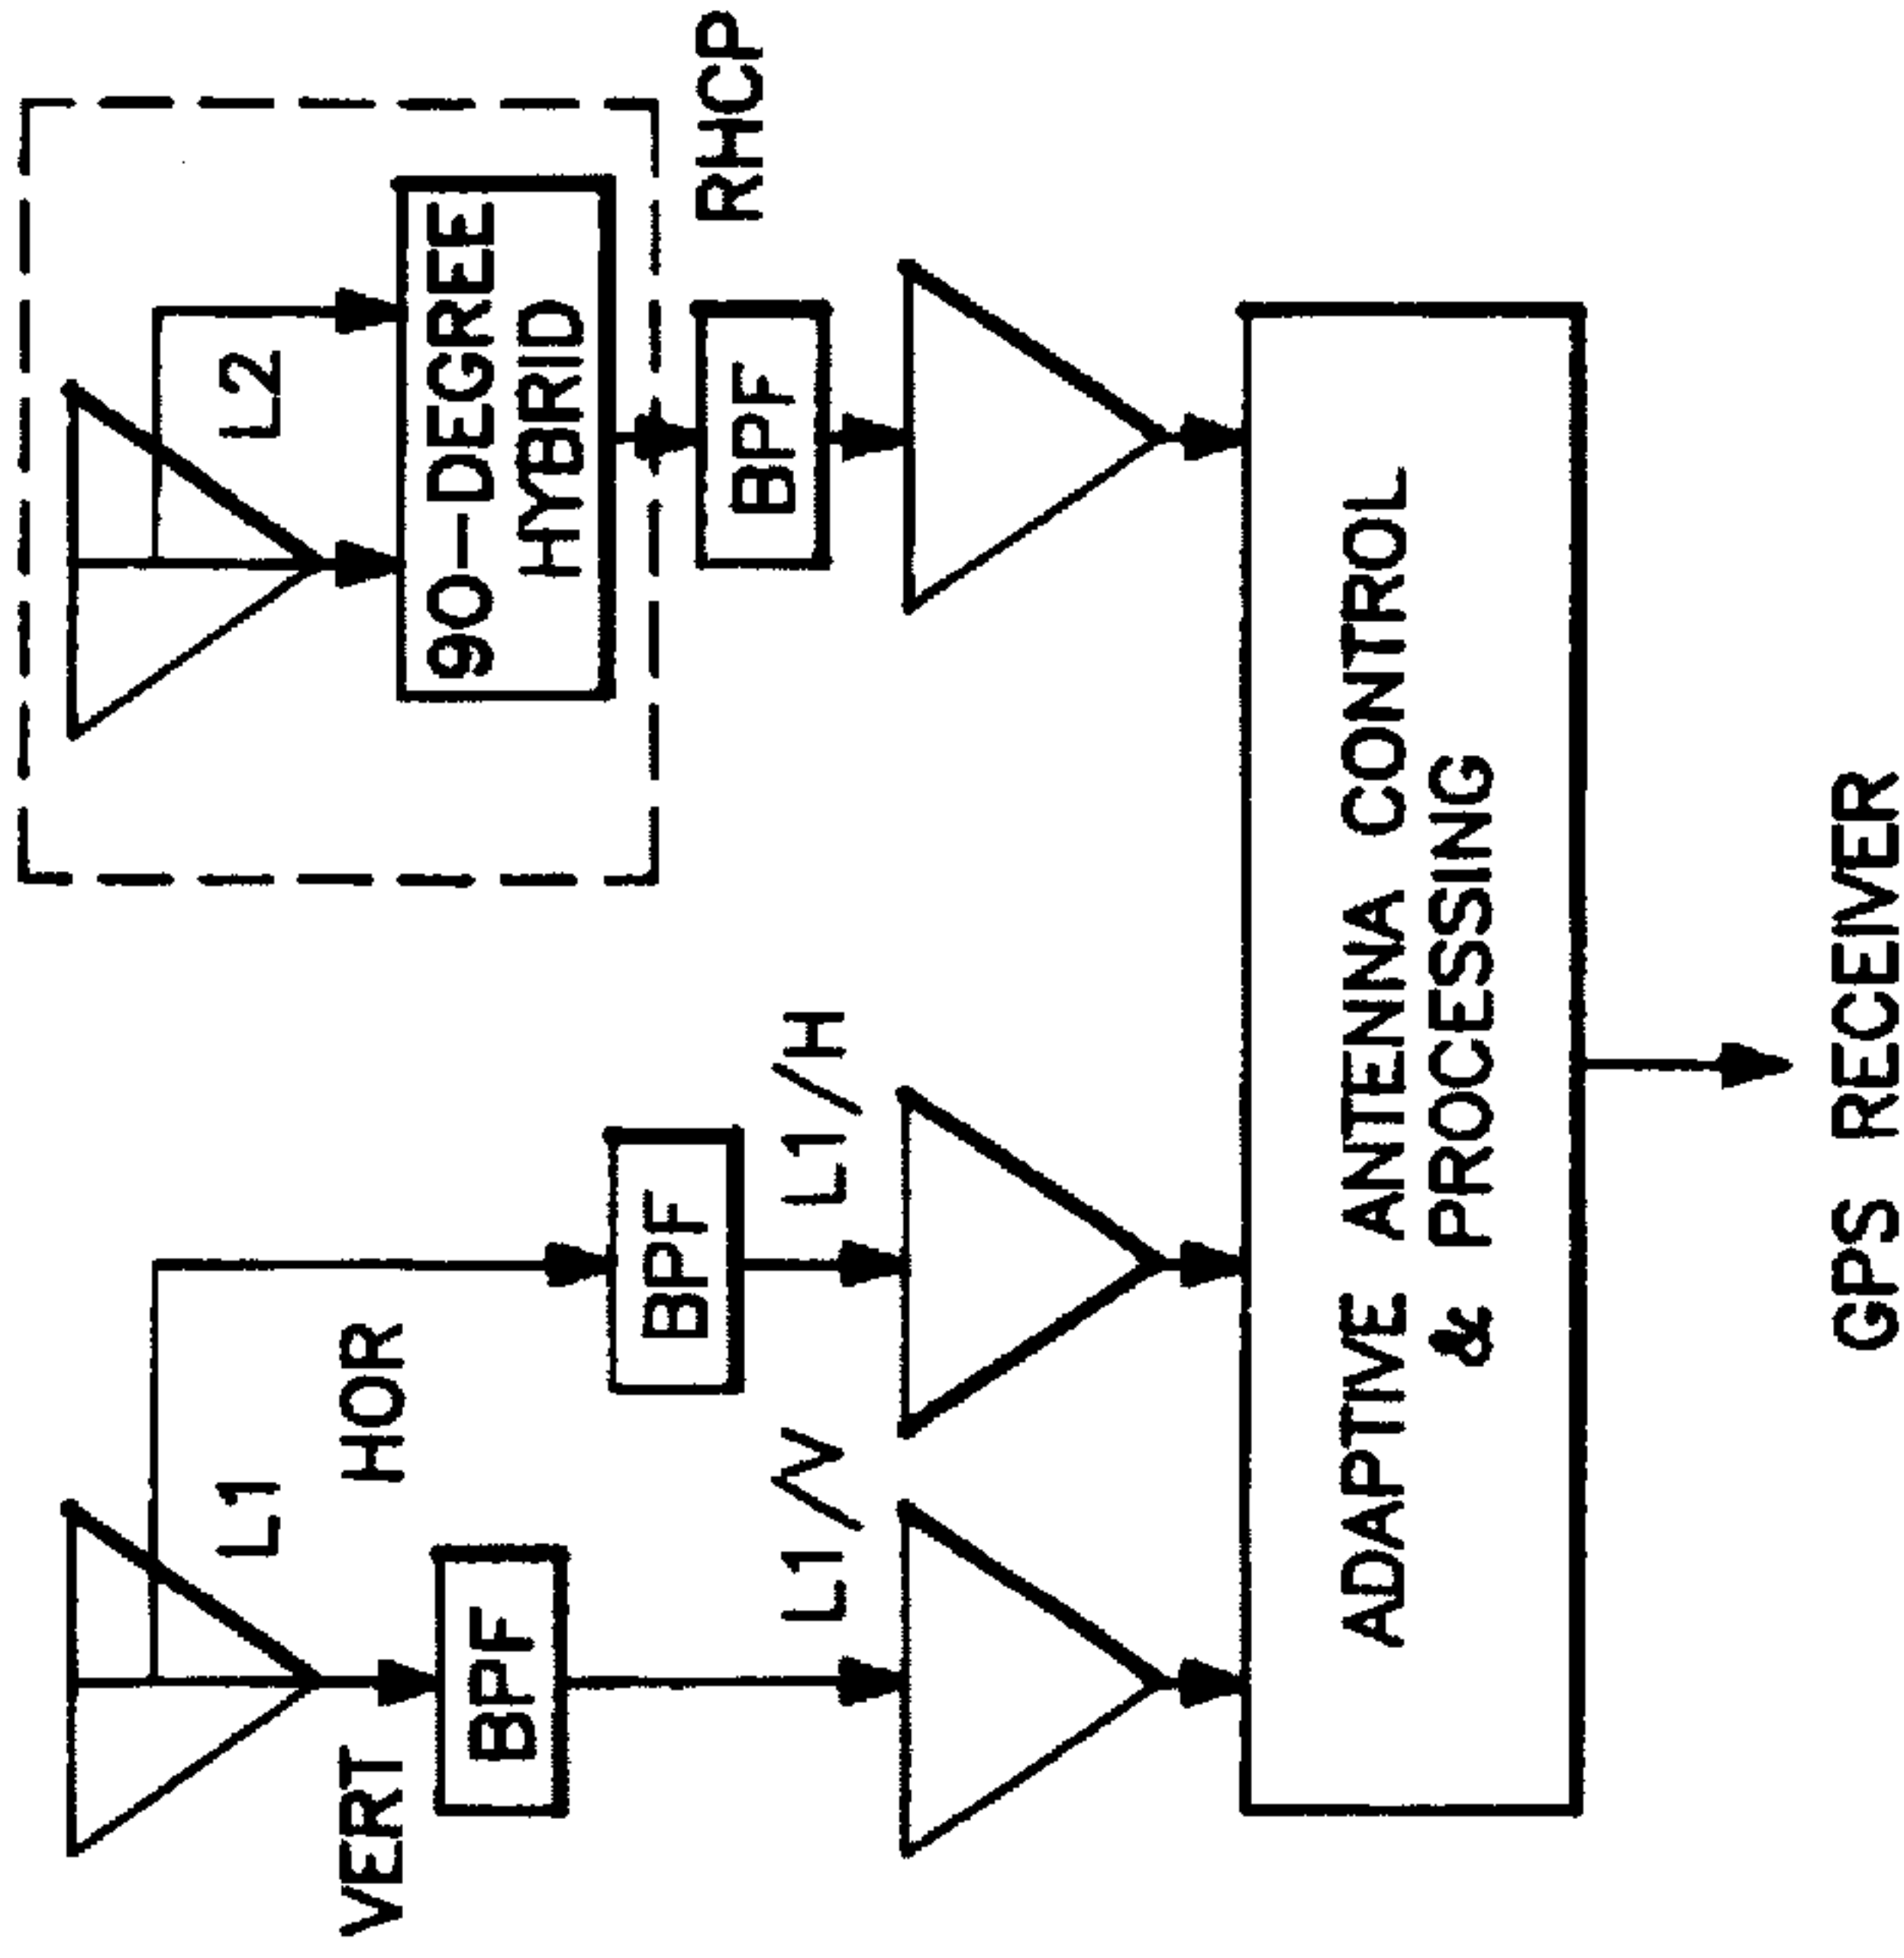 L1
L2
VERT
HOR
90-DEGREE
HYBRID
BPF
BPF
BPF
RHCP
L1/V
L1/H
ADAPTIVE ANTENNA CONTROL
& PROCESSING
GPS RECEIVER